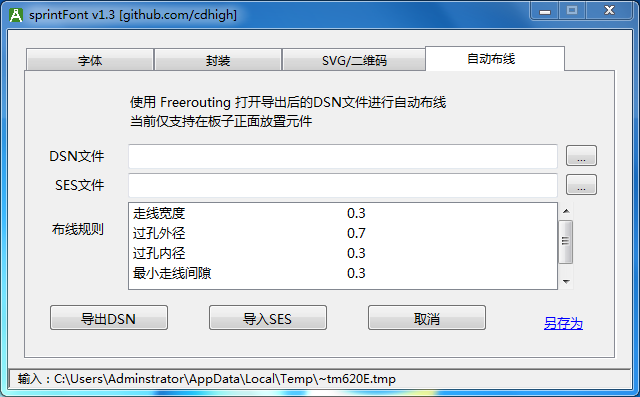 sprintFont v1.3 [github.com/cdhigh]
字体 封装 SVG/二维码 自动布线
使用 Freerouting 打开导出后的DSN文件进行自动布线
当前仅支持在板子正面放置元件
DSN文件 ...
SES文件 ...
布线规则
走线宽度 0.3
过孔外径 0.7
过孔内径 0.3
最小走线间隙 0.3
导出DSN 导入SES 取消 另存为
输入：C:\Users\Adminstrator\AppData\Local\Temp\~tm620E.tmp